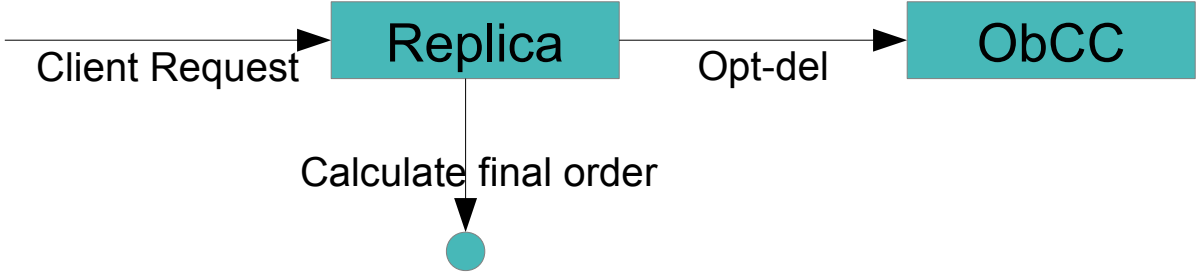 Replica
ObCC
Client Request
Opt-del
Calculate final order